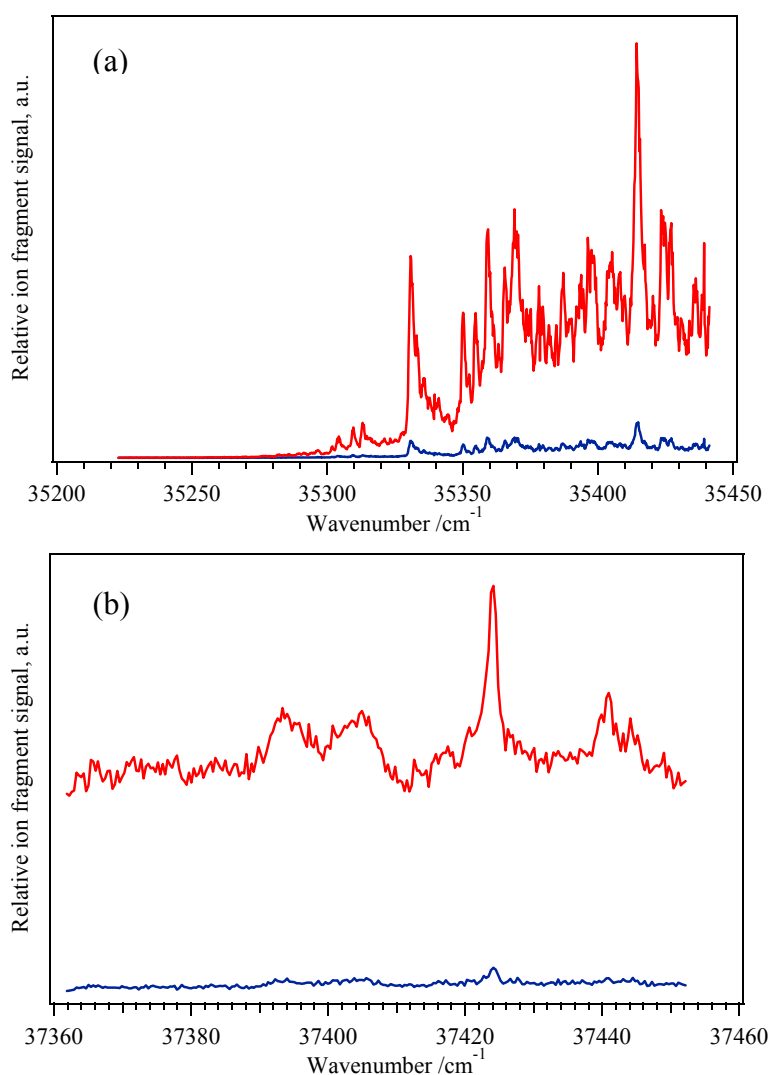 (a)
Relative ion fragment signal, a.u.
35200 35250 35300 35350 35400 35450
Wavenumber /cm-1
(b)
Relative ion fragment signal, a.u.
37360 37380 37400 37420 37440 37460
Wavenumber /cm-1